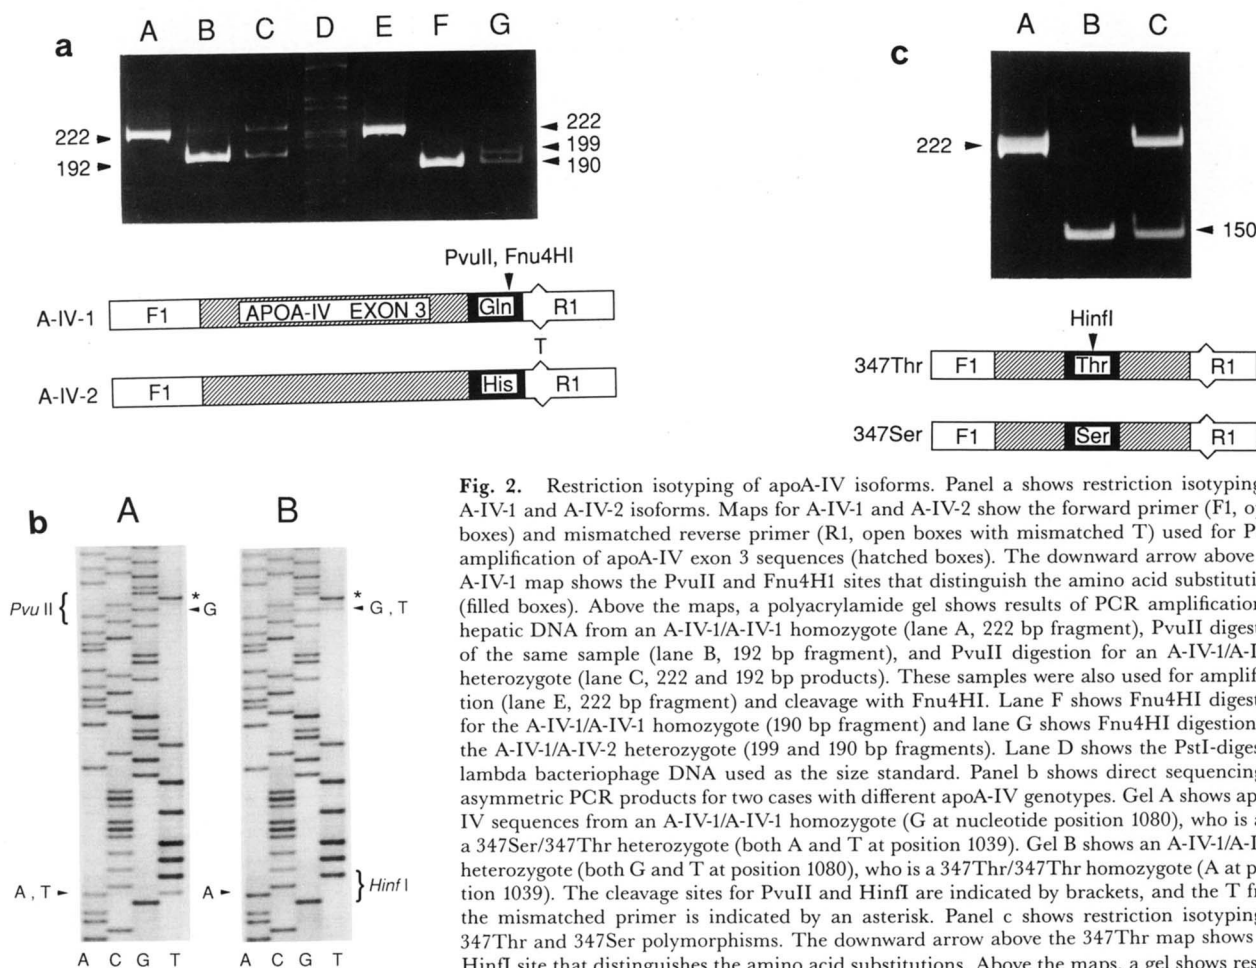 a
A B C D E F G
222
192
222
199
190
PvuII, Fnu4HI
A-IV-1 F1 APOA-IV EXON 3 Gln R1
T
A-IV-2 F1 His R1
c
A B C
222
150
HinfI
347Thr F1 Thr R1
347Ser F1 Ser R1
b
A
B
Pvu II
*
G
*
G , T
A , T
A
Hinf I
A C G T
A C G T
Fig. 2. Restriction isotyping of apoA-IV isoforms. Panel a shows restriction isotyping
A-IV-1 and A-IV-2 isoforms. Maps for A-IV-1 and A-IV-2 show the forward primer (F1, op
boxes) and mismatched reverse primer (R1, open boxes with mismatched T) used for P
amplification of apoA-IV exon 3 sequences (hatched boxes). The downward arrow above
A-IV-1 map shows the PvuII and Fnu4H1 sites that distinguish the amino acid substituti
(filled boxes). Above the maps, a polyacrylamide gel shows results of PCR amplification
hepatic DNA from an A-IV-1/A-IV-1 homozygote (lane A, 222 bp fragment), PvuII digest
of the same sample (lane B, 192 bp fragment), and PvuII digestion for an A-IV-1/A-I
heterozygote (lane C, 222 and 192 bp products). These samples were also used for amplif
tion (lane E, 222 bp fragment) and cleavage with Fnu4HI. Lane F shows Fnu4HI digest
for the A-IV-1/A-IV-1 homozygote (190 bp fragment) and lane G shows Fnu4HI digestion
the A-IV-1/A-IV-2 heterozygote (199 and 190 bp fragments). Lane D shows the PstI-diges
lambda bacteriophage DNA used as the size standard. Panel b shows direct sequencing
asymmetric PCR products for two cases with different apoA-IV genotypes. Gel A shows ap
IV sequences from an A-IV-1/A-IV-1 homozygote (G at nucleotide position 1080), who is a
a 347Ser/347Thr heterozygote (both A and T at position 1039). Gel B shows an A-IV-1/A-I
heterozygote (both G and T at position 1080), who is a 347Thr/347Thr homozygote (A at p
tion 1039). The cleavage sites for PvuII and HinfI are indicated by brackets, and the T fr
the mismatched primer is indicated by an asterisk. Panel c shows restriction isotyping
347Thr and 347Ser polymorphisms. The downward arrow above the 347Thr map shows
HinfI site that distinguishes the amino acid substitutions. Above the maps, a gel shows res